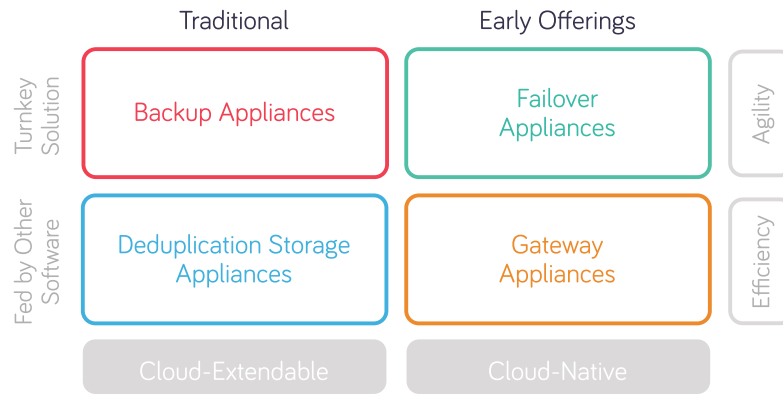 Traditional
Early Offerings
Turnkey
Solution
Backup Appliances
Failover
Appliances
Agility
Fed by Other
Software
Deduplication Storage
Appliances
Gateway
Appliances
Efficiency
Cloud-Extendable
Cloud-Native